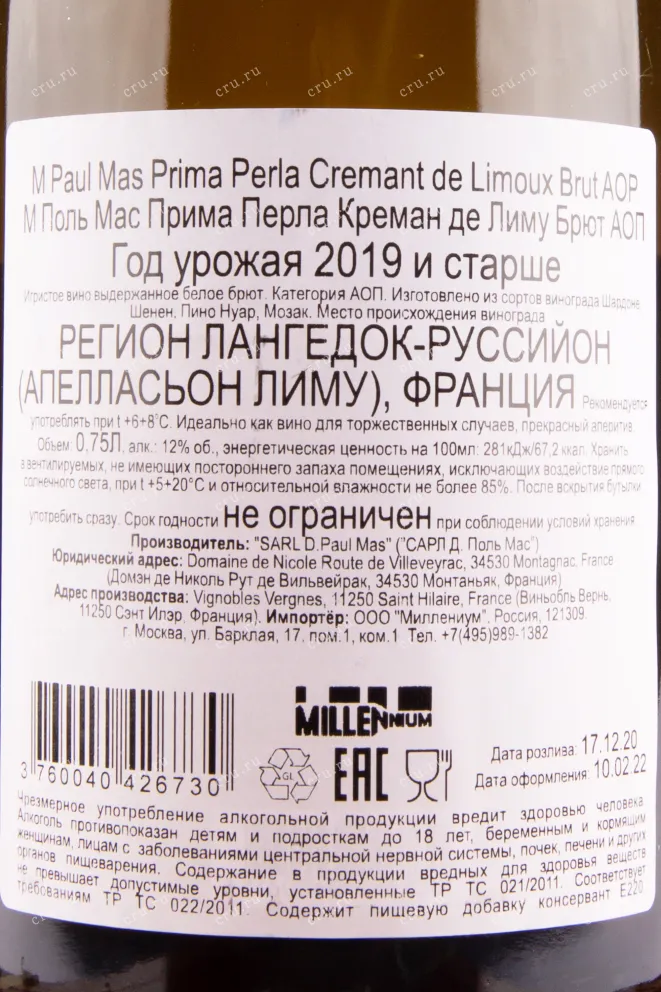 M Paul Mas Prima Perla Cremant de Limoux Brut AOP
М Поль Мас Прима Перла Креман де Лиму Брют АОП
Год урожая 2019 и старше
Игристое вино выдержанное белое брют. Категория АОП. Изготовлено из сортов винограда Шардоне,
Шенен, Пино Нуар, Мозак. Место происхождения винограда
РЕГИОН ЛАНГЕДОК-РУССИЙОН
(АПЕЛЛАСЬОН ЛИМУ), ФРАНЦИЯ Рекомендуется
употреблять при t +6+8°С. Идеально как вино для торжественных случаев, прекрасный аперитив.
Объем: 0,75Л, алк.: 12% об., энергетическая ценность на 100мл: 281кДж/67,2 ккал. Хранить
в вентилируемых, не имеющих постороннего запаха помещениях, исключающих воздействие прямого
солнечного света, при t +5+20°С и относительной влажности не более 85%. После вскрытия бутылки
употребить сразу. Срок годности не ограничен при соблюдении условий хранения.
Производитель: "SARL D.Paul Mas" ("САРЛ Д. Поль Мас")
Юридический адрес: Domaine de Nicole Route de Villeveyrac, 34530 Montagnac, France
(Домэн де Николь Рут де Вильвейрак, 34530 Монтаньяк, Франция)
Адрес производства: Vignobles Vergnes, 11250 Saint Hilaire, France (Виньобль Вернь,
11250 Сэнт Илэр, Франция). Импортёр: ООО "Миллениум". Россия, 121309.
г. Москва, ул. Барклая, 17. пом.1, ком.1 Тел. +7(495)989-1382
MILLENNIUM
3 760040 426730
GL
EAC
Дата розлива: 17.12.20
Дата оформления: 10.02.22
Чрезмерное употребление алкогольной продукции вредит здоровью человека.
Алкоголь противопоказан детям и подросткам до 18 лет, беременным и кормящим
женщинам, лицам с заболеваниями центральной нервной системы, почек, печени и других
органов пищеварения. Содержание в продукции вредных для здоровья веществ
не превышает допустимые уровни, установленные ТР ТС 021/2011. Соответствует
требованиям ТР ТС 022/2011. Содержит пищевую добавку консервант Е220
cru.ru